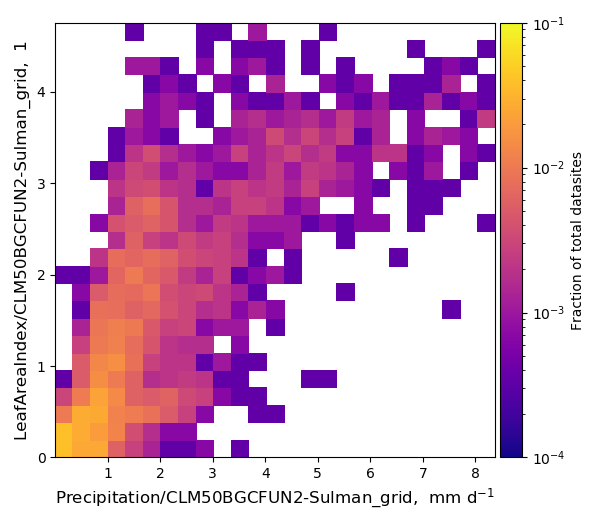 LeafAreaIndex/CLM50BGCFUN2-Sulman_grid, 1
4
3
2
1
0
1 2 3 4 5 6 7 8
Precipitation/CLM50BGCFUN2-Sulman_grid, mm d⁻¹
10⁻¹
10⁻²
10⁻³
10⁻⁴
Fraction of total datasites